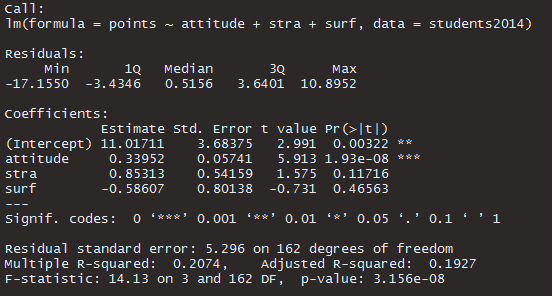 Call:
lm(formula = points ~ attitude + stra + surf, data = students2014)
Residuals:
Min 1Q Median 3Q Max
-17.1550 -3.4346 0.5156 3.6401 10.8952
Coefficients:
Estimate Std. Error t value Pr(>|t|)
(Intercept) 11.01711 3.68375 2.991 0.00322 **
attitude 0.33952 0.05741 5.913 1.93e-08 ***
stra 0.85313 0.54159 1.575 0.11716
surf -0.58607 0.80138 -0.731 0.46563
---
Signif. codes: 0 ‘***’ 0.001 ‘**’ 0.01 ‘*’ 0.05 ‘.’ 0.1 ‘ ’ 1
Residual standard error: 5.296 on 162 degrees of freedom
Multiple R-squared: 0.2074, Adjusted R-squared: 0.1927
F-statistic: 14.13 on 3 and 162 DF, p-value: 3.156e-08